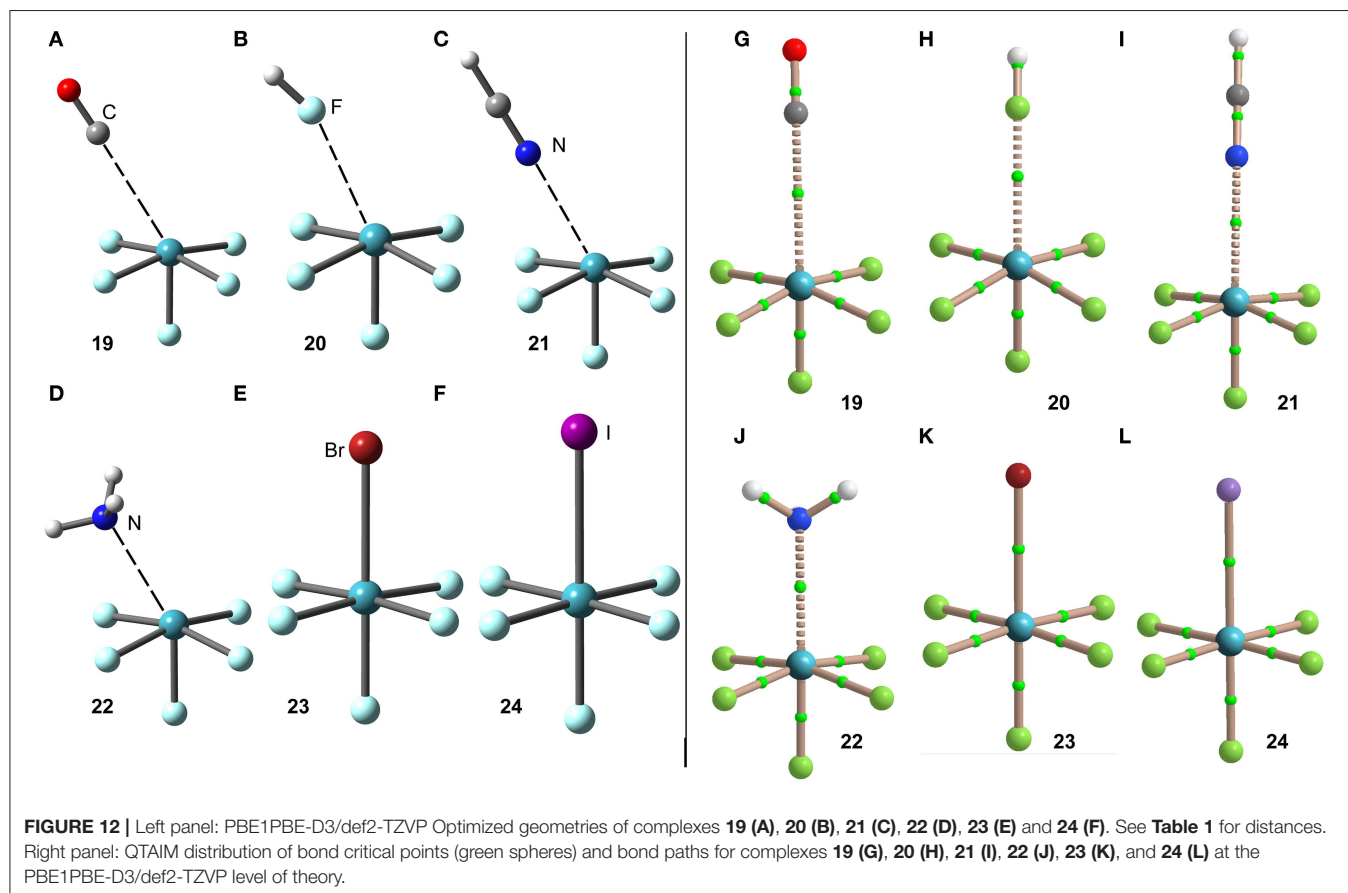 A B C G H I
C F N
19 20 21 19 20 21
D E F J K L
N Br I
22 23 24 22 23 24
FIGURE 12 | Left panel: PBE1PBE-D3/def2-TZVP Optimized geometries of complexes 19 (A), 20 (B), 21 (C), 22 (D), 23 (E) and 24 (F). See Table 1 for distances.
Right panel: QTAIM distribution of bond critical points (green spheres) and bond paths for complexes 19 (G), 20 (H), 21 (I), 22 (J), 23 (K), and 24 (L) at the
PBE1PBE-D3/def2-TZVP level of theory.